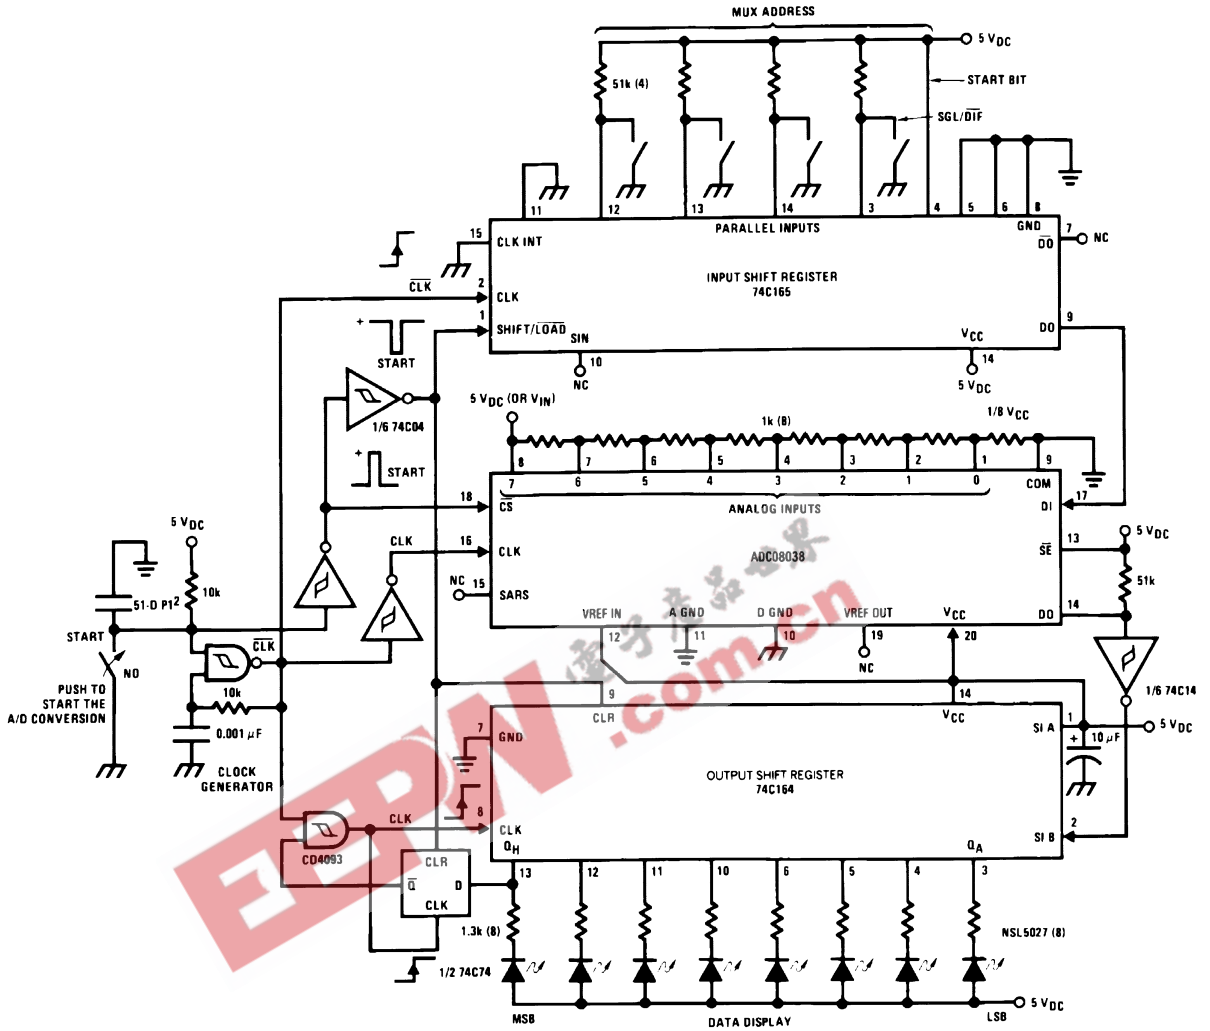 MUX ADDRESS
5 VDC
51k (4)
START BIT
SGL/DIF
11
12
13
14
3
4
5
6
8
15
CLK INT
PARALLEL INPUTS
GND
DO
7
NC
CLK
2
CLK
INPUT SHIFT REGISTER
74C165
1
SHIFT/LOAD
9
DO
+
START
SIN
10
NC
VCC
14
5 VDC
1/6 74C04
5 VDC (OR VIN)
1k (8)
1/8 VCC
+
START
8
7
6
5
4
3
2
1
9
7
6
5
4
3
2
1
0
COM
18
CS
ANALOG INPUTS
DI
17
5 VDC
CLK
16
CLK
ADC08038
電子產品世界
SE
13
5 VDC
10k
51k
51-D P12
NC
15
SARS
DO
14
START
VREF IN
A GND
D GND
VREF OUT
VCC
12
11
10
19
20
NC
CLK
NO
PUSH TO
START THE
A/D CONVERSION
10k
0.001 µF
CLOCK
GENERATOR
1/6 74C14
9
CLR
14
VCC
EEPW
.com.cn
7
GND
SI A
1
5 VDC
+
10 µF
OUTPUT SHIFT REGISTER
74C164
CLK
8
CLK
SI B
2
CD4093
QH
QA
CLR
Q
D
CLK
13
12
11
10
6
5
4
3
1.3k (8)
NSL5027 (8)
1/2 74C74
MSB
DATA DISPLAY
LSB
5 VDC